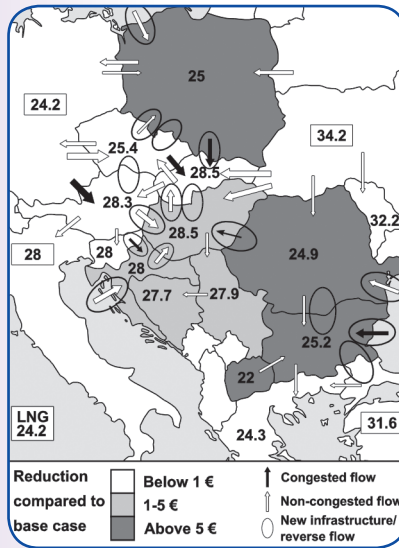 25
24.2
34.2
25.4
28.5
28.3
32.2
28.5
28
28
28
24.9
27.7
27.9
25.2
22
LNG
24.2
24.3
31.6
Reduction
compared to
base case
Below 1 €
1-5 €
Above 5 €
Congested flow
Non-congested flow
New infrastructure/
reverse flow